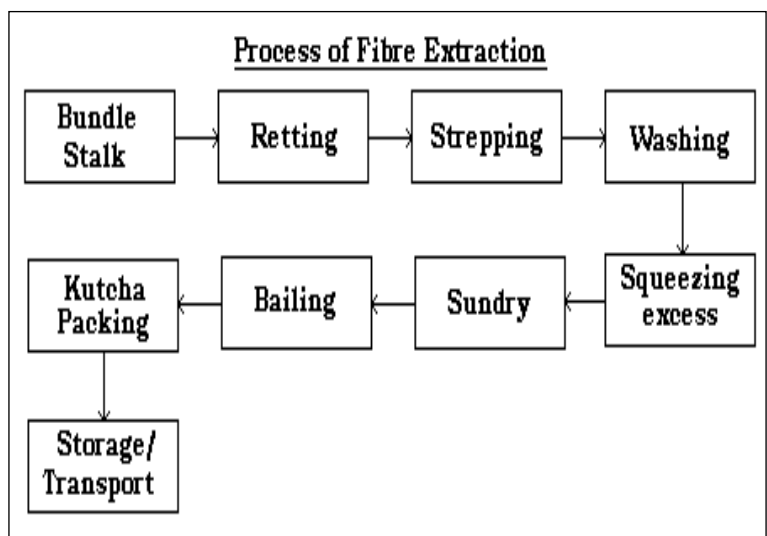 Process of Fibre Extraction
Bundle
Stalk
Retting
Strepping
Washing
Squeezing
excess
Sundry
Bailing
Kutcha
Packing
Storage/
Transport